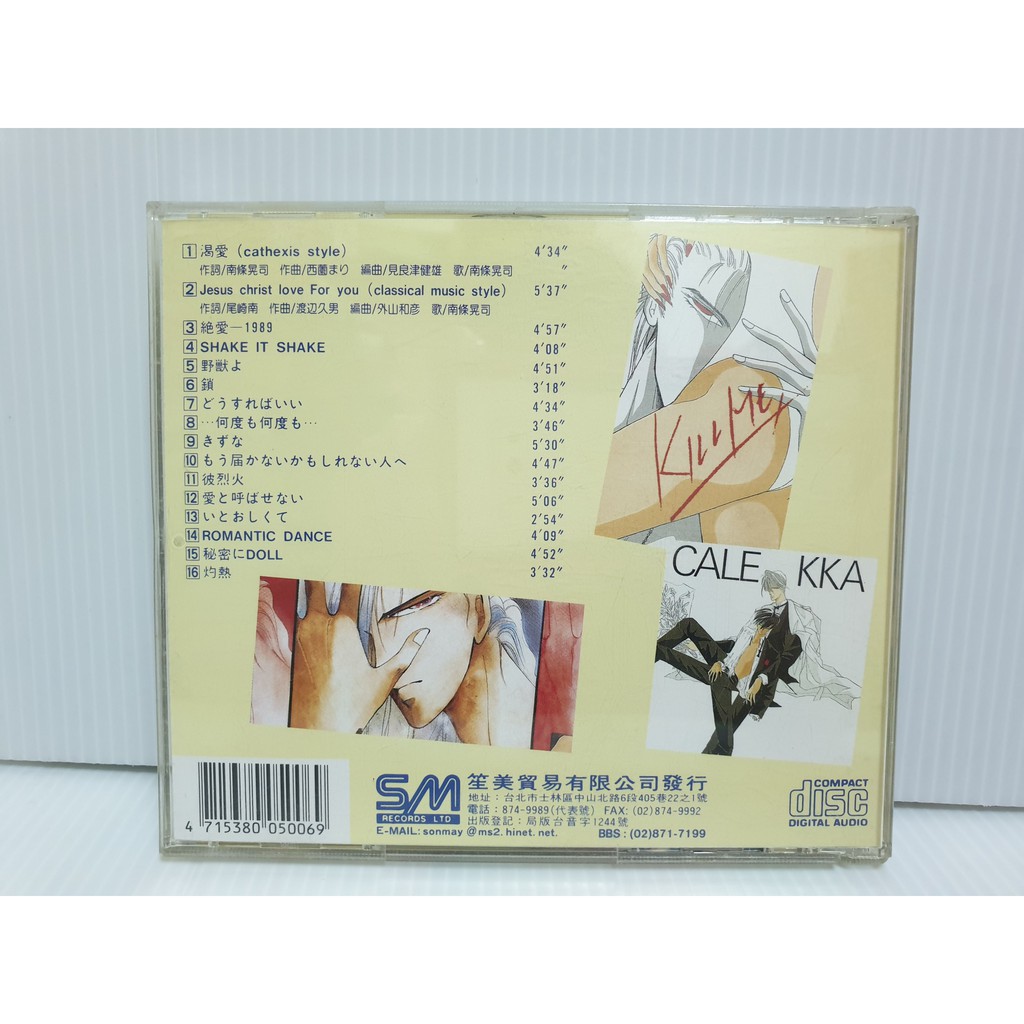 1 渇愛（cathexis style） 4′34″
作詞/南條晃司 作曲/西薗まり 編曲/見良津健雄 歌/南條晃司 ″
2 Jesus christ love For you（classical music style） 5′37″
作詞/尾崎南 作曲/渡辺久男 編曲/外山和彦 歌/南條晃司
3 絶愛―1989 4′57″
4 SHAKE IT SHAKE 4′08″
5 野獣よ 4′51″
6 鎖 3′18″
7 どうすればいい 4′34″
8 …何度も何度も… 3′46″
9 きずな 5′30″
10 もう届かないかもしれない人へ 4′47″
11 彼烈火 3′36″
12 愛と呼ばせない 5′06″
13 いとおしくて 2′54″
14 ROMANTIC DANCE 4′09″
15 秘密にDOLL 4′52″
16 灼熱 3′32″
KILL ME
CALE KKA
4 715380 050069
SM
RECORDS LTD
笙美貿易有限公司發行
地址：台北市士林區中山北路6段405巷22之1號
電話：874-9989(代表號) FAX:(02)874-9992
出版登記：局版台音字1244號
E-MAIL: sonmay @ms2. hinet. net. BBS：(02)871-7199
COMPACT
disc
DIGITAL AUDIO